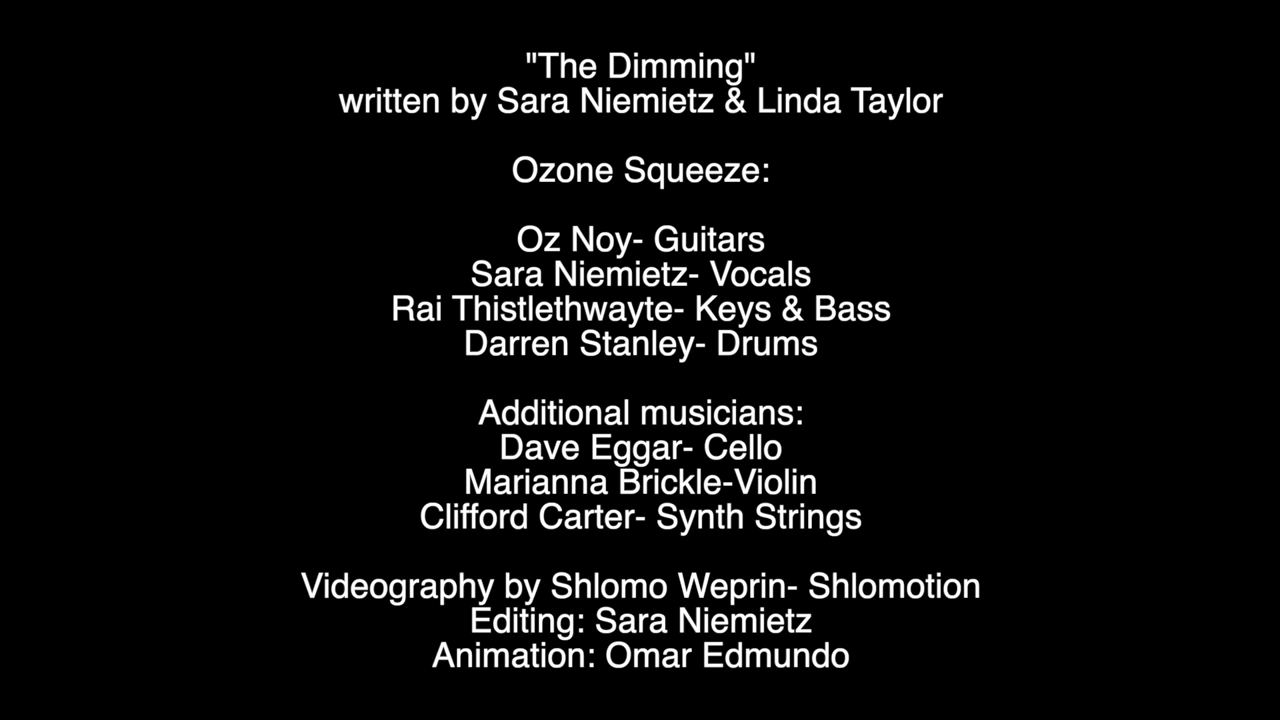 "The Dimming"
written by Sara Niemietz & Linda Taylor
Ozone Squeeze:
Oz Noy- Guitars
Sara Niemietz- Vocals
Rai Thistlethwayte- Keys & Bass
Darren Stanley- Drums
Additional musicians:
Dave Eggar- Cello
Marianna Brickle-Violin
Clifford Carter- Synth Strings
Videography by Shlomo Weprin- Shlomotion
Editing: Sara Niemietz
Animation: Omar Edmundo